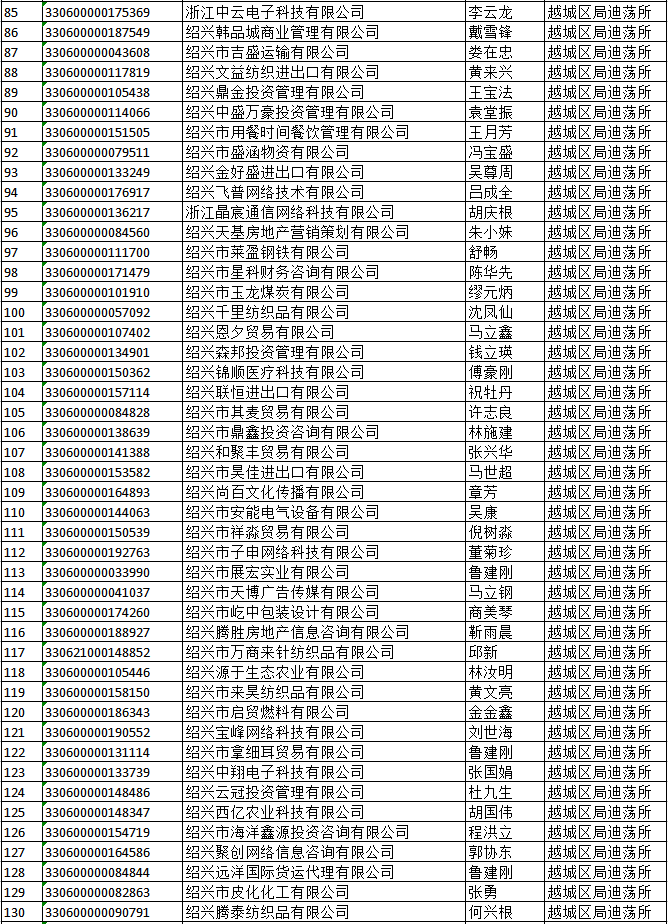 85 330600000175369 浙江中云电子科技有限公司 李云龙 越城区局迪荡所
86 330600000187549 绍兴韩品城商业管理有限公司 戴雪锋 越城区局迪荡所
87 330600000043608 绍兴市吉盛运输有限公司 娄在忠 越城区局迪荡所
88 330600000117819 绍兴文益纺织进出口有限公司 黄来兴 越城区局迪荡所
89 330600000105438 绍兴鼎金投资管理有限公司 王宝法 越城区局迪荡所
90 330600000114066 绍兴中盛万豪投资管理有限公司 袁堂振 越城区局迪荡所
91 330600000151505 绍兴市用餐时间餐饮管理有限公司 王月芳 越城区局迪荡所
92 330600000079511 绍兴市盛涵物资有限公司 冯宝盛 越城区局迪荡所
93 330600000133249 绍兴金好盛进出口有限公司 吴尊周 越城区局迪荡所
94 330600000176917 绍兴飞普网络技术有限公司 吕成全 越城区局迪荡所
95 330600000136217 浙江晶宸通信网络科技有限公司 胡庆根 越城区局迪荡所
96 330600000084560 绍兴天基房地产营销策划有限公司 朱小妹 越城区局迪荡所
97 330600000111700 绍兴市莱盈钢铁有限公司 舒畅 越城区局迪荡所
98 330600000171479 绍兴市星科财务咨询有限公司 陈华先 越城区局迪荡所
99 330600000101910 绍兴市玉龙煤炭有限公司 缪元炳 越城区局迪荡所
100 330600000057092 绍兴千里纺织品有限公司 沈凤仙 越城区局迪荡所
101 330600000107402 绍兴恩夕贸易有限公司 马立鑫 越城区局迪荡所
102 330600000134901 绍兴森邦投资管理有限公司 钱立瑛 越城区局迪荡所
103 330600000150362 绍兴锦顺医疗科技有限公司 傅豪刚 越城区局迪荡所
104 330600000157114 绍兴联恒进出口有限公司 祝牡丹 越城区局迪荡所
105 330600000084828 绍兴市其麦贸易有限公司 许志良 越城区局迪荡所
106 330600000138639 绍兴市鼎鑫投资咨询有限公司 林施建 越城区局迪荡所
107 330600000141388 绍兴和聚丰贸易有限公司 张兴华 越城区局迪荡所
108 330600000153582 绍兴市昊佳进出口有限公司 马世超 越城区局迪荡所
109 330600000164893 绍兴尚百文化传播有限公司 章芳 越城区局迪荡所
110 330600000144063 绍兴市安能电气设备有限公司 吴康 越城区局迪荡所
111 330600000150539 绍兴市祥淼贸易有限公司 倪树淼 越城区局迪荡所
112 330600000192763 绍兴市子申网络科技有限公司 董菊珍 越城区局迪荡所
113 330600000033990 绍兴市展宏实业有限公司 鲁建刚 越城区局迪荡所
114 330600000041037 绍兴市天博广告传媒有限公司 马立钢 越城区局迪荡所
115 330600000174260 绍兴市屹中包装设计有限公司 商美琴 越城区局迪荡所
116 330600000188927 绍兴腾胜房地产信息咨询有限公司 靳雨晨 越城区局迪荡所
117 330621000148852 绍兴市万商来针纺织品有限公司 邱新 越城区局迪荡所
118 330600000105446 绍兴源于生态农业有限公司 林汝明 越城区局迪荡所
119 330600000158150 绍兴市来昊纺织品有限公司 黄文亮 越城区局迪荡所
120 330600000186343 绍兴市启贸燃料有限公司 金金鑫 越城区局迪荡所
121 330600000190552 绍兴宝峰网络科技有限公司 刘世海 越城区局迪荡所
122 330600000131114 绍兴市拿细耳贸易有限公司 鲁建刚 越城区局迪荡所
123 330600000133739 绍兴中翔电子科技有限公司 张国娟 越城区局迪荡所
124 330600000148486 绍兴云冠投资管理有限公司 杜九生 越城区局迪荡所
125 330600000148347 绍兴西亿农业科技有限公司 胡国伟 越城区局迪荡所
126 330600000154719 绍兴市海洋鑫源投资咨询有限公司 程洪立 越城区局迪荡所
127 330600000164586 绍兴聚创网络信息咨询有限公司 郭协东 越城区局迪荡所
128 330600000084844 绍兴远洋国际货运代理有限公司 鲁建刚 越城区局迪荡所
129 330600000082863 绍兴市皮化化工有限公司 张勇 越城区局迪荡所
130 330600000090791 绍兴腾泰纺织品有限公司 何兴根 越城区局迪荡所